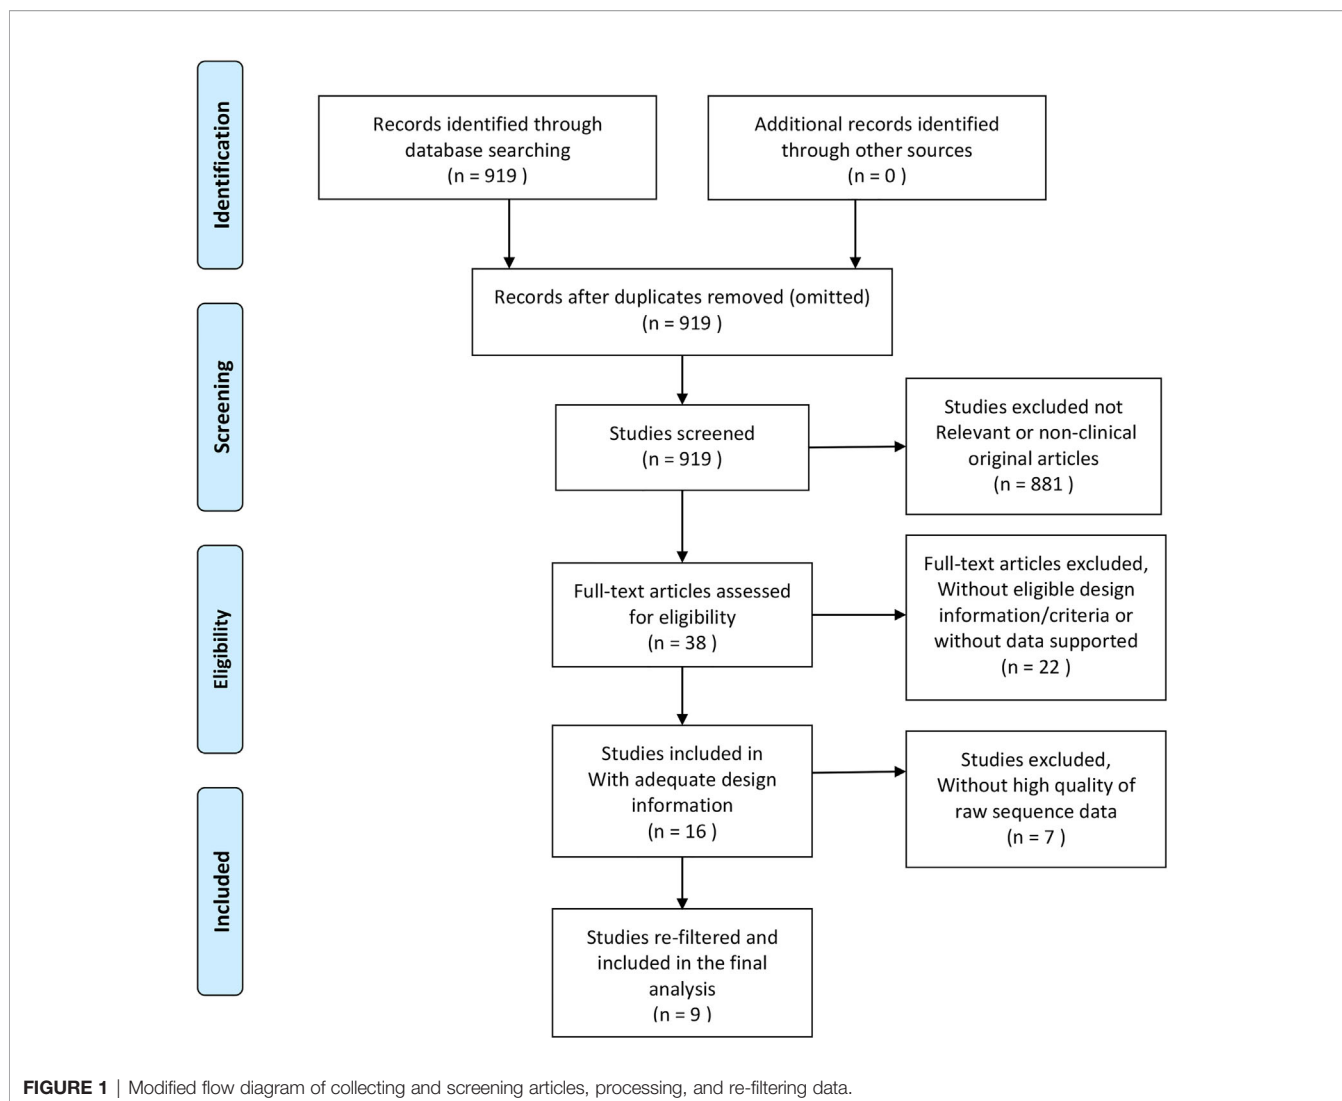 Identification
Records identified through
database searching
(n = 919 )
Additional records identified
through other sources
(n = 0 )
Records after duplicates removed (omitted)
(n = 919 )
Screening
Studies screened
(n = 919 )
Studies excluded not
Relevant or non-clinical
original articles
(n = 881 )
Eligibility
Full-text articles assessed
for eligibility
(n = 38 )
Full-text articles excluded,
Without eligible design
information/criteria or
without data supported
(n = 22 )
Studies included in
With adequate design
information
(n = 16 )
Studies excluded,
Without high quality of
raw sequence data
(n = 7 )
Included
Studies re-filtered and
included in the final
analysis
(n = 9 )
FIGURE 1 | Modified flow diagram of collecting and screening articles, processing, and re-filtering data.